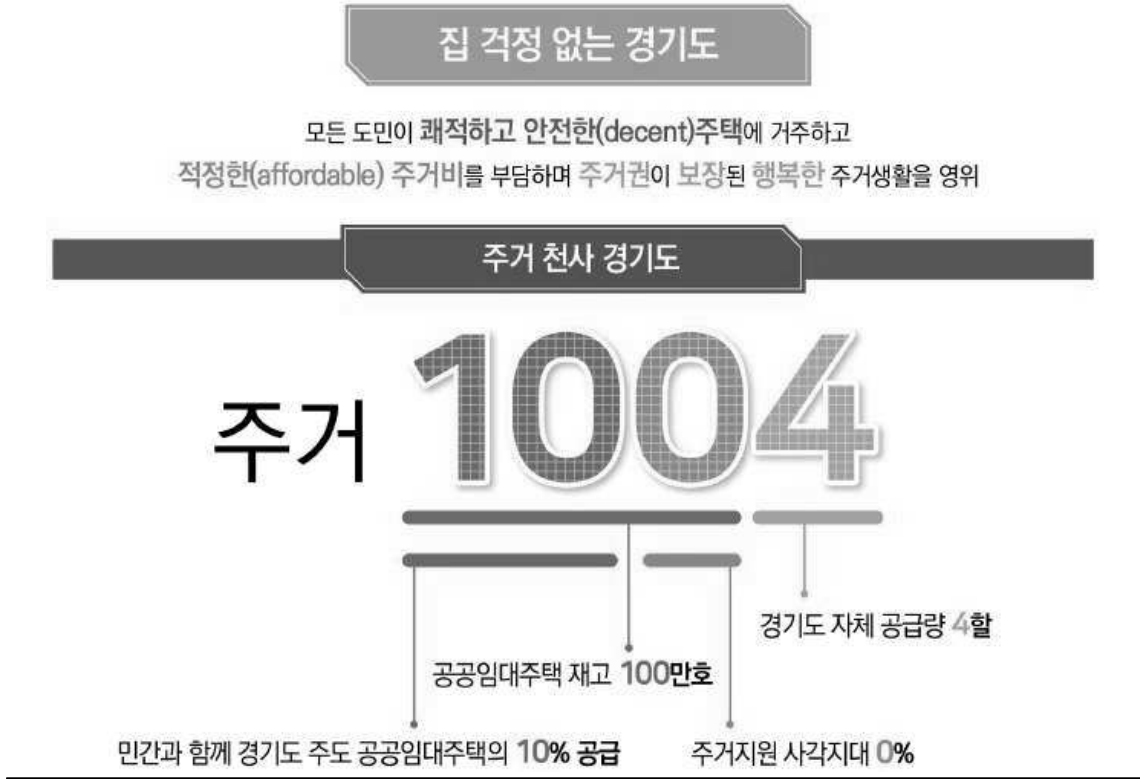 집 걱정 없는 경기도
모든 도민이 쾌적하고 안전한(decent)주택에 거주하고
적정한(affordable) 주거비를 부담하며 주거권이 보장된 행복한 주거생활을 영위
주거 천사 경기도
주거 1004
경기도 자체 공급량 4할
공공임대주택 재고 100만호
민간과 함께 경기도 주도 공공임대주택의 10% 공급
주거지원 사각지대 0%